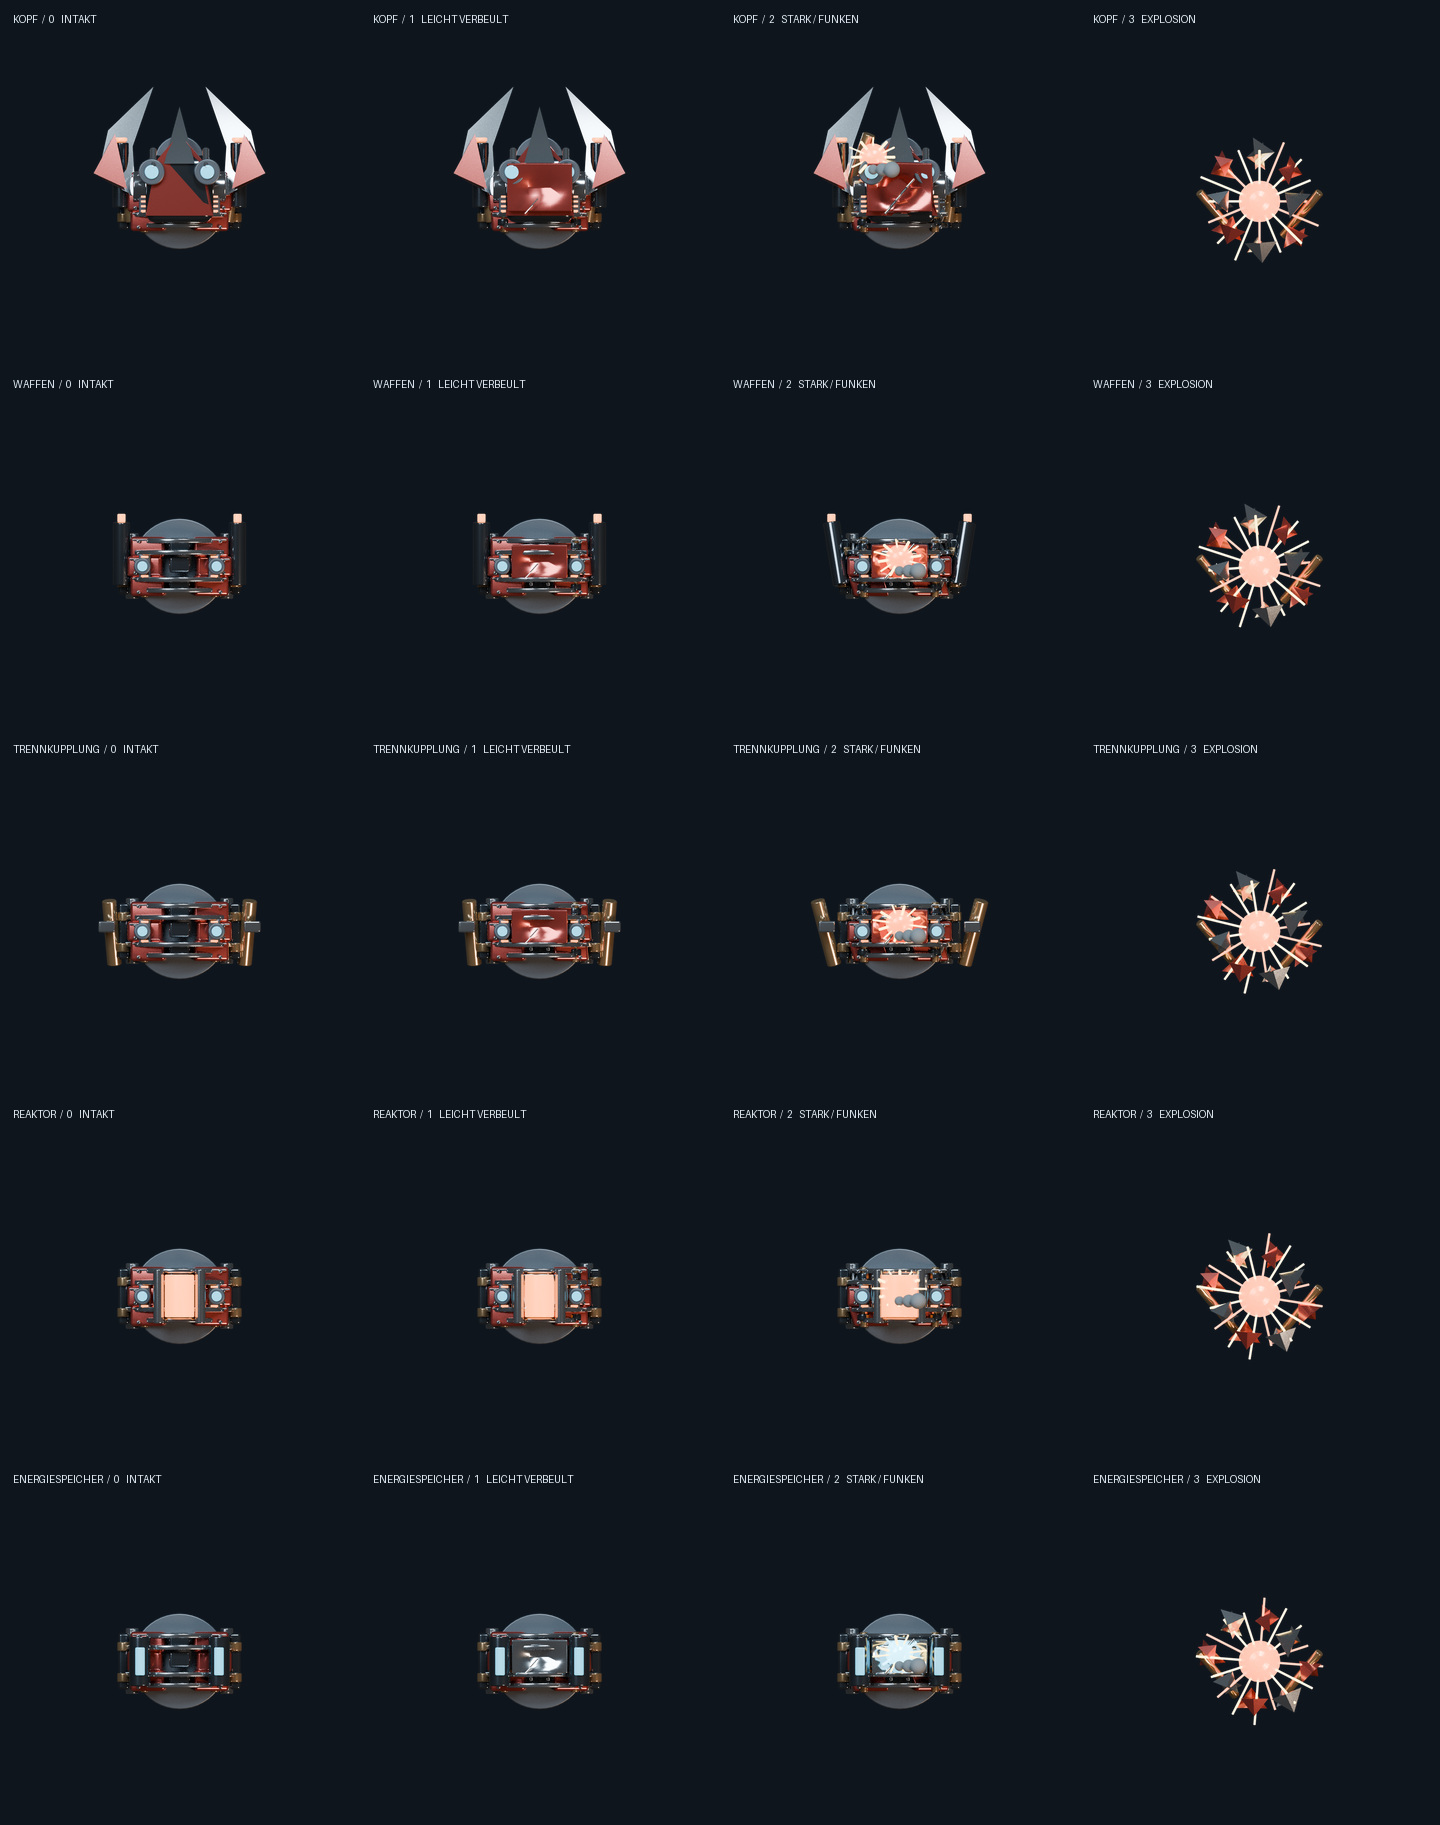 KOPF / 0 INTAKT
KOPF / 1 LEICHT VERBEULT
KOPF / 2 STARK / FUNKEN
KOPF / 3 EXPLOSION
WAFFEN / 0 INTAKT
WAFFEN / 1 LEICHT VERBEULT
WAFFEN / 2 STARK / FUNKEN
WAFFEN / 3 EXPLOSION
TRENNKUPPLUNG / 0 INTAKT
TRENNKUPPLUNG / 1 LEICHT VERBEULT
TRENNKUPPLUNG / 2 STARK / FUNKEN
TRENNKUPPLUNG / 3 EXPLOSION
REAKTOR / 0 INTAKT
REAKTOR / 1 LEICHT VERBEULT
REAKTOR / 2 STARK / FUNKEN
REAKTOR / 3 EXPLOSION
ENERGIESPEICHER / 0 INTAKT
ENERGIESPEICHER / 1 LEICHT VERBEULT
ENERGIESPEICHER / 2 STARK / FUNKEN
ENERGIESPEICHER / 3 EXPLOSION